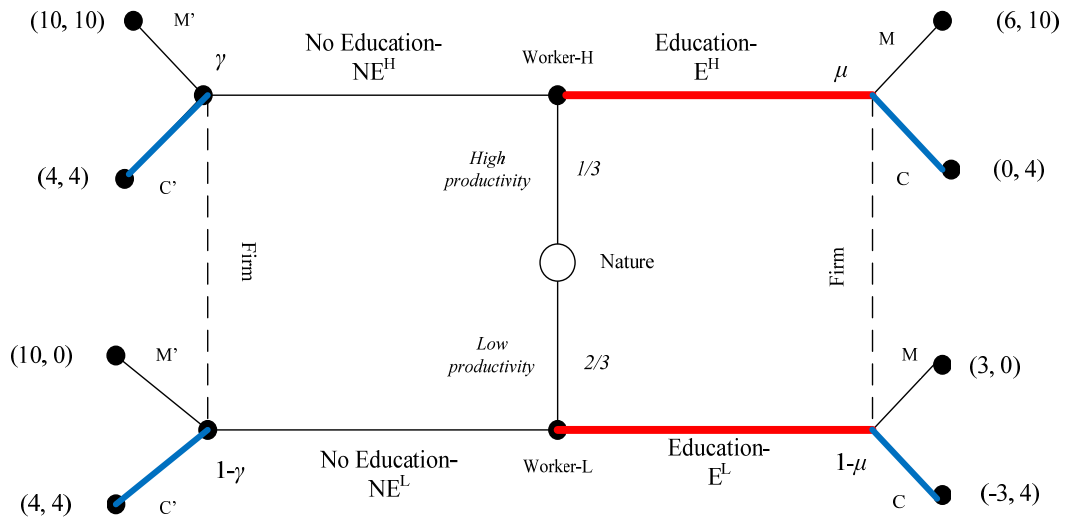 (10, 10)
M’
γ
No Education-
NE^H
Worker-H
Education
E^H
μ
M
(6, 10)
(4, 4)
C’
High
productivity
1/3
C
(0, 4)
Firm
Nature
Firm
(10, 0)
M’
Low
productivity
2/3
M
(3, 0)
1-γ
No Education-
NE^L
Worker-L
Education-
E^L
1-μ
(4, 4)
C’
C
(-3, 4)